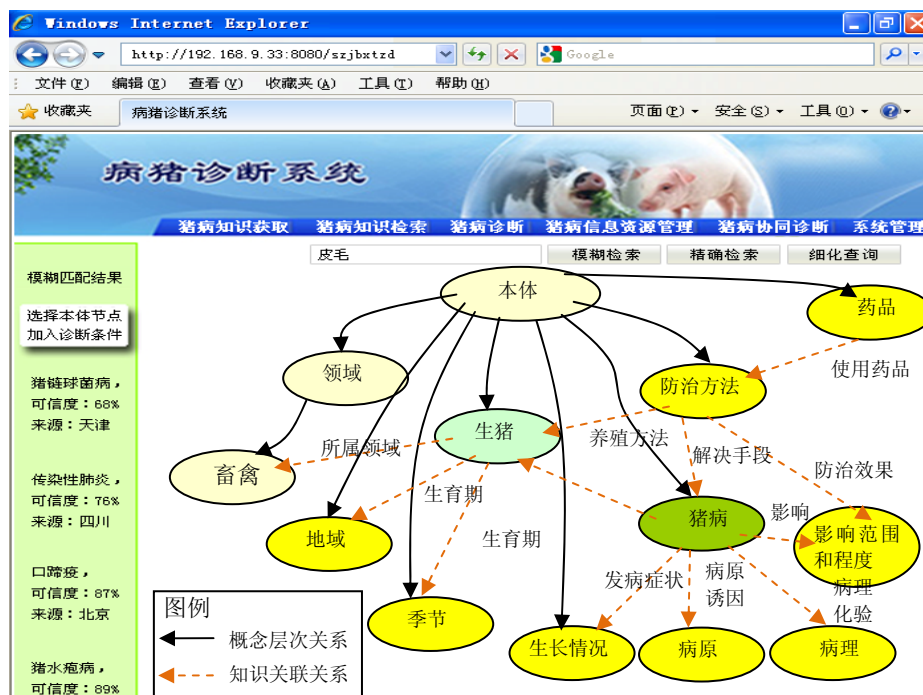 Windows Internet Explorer
http://192.168.9.33:8080/szjbxtzd
Google
文件(F) 编辑(E) 查看(V) 收藏夹(A) 工具(T) 帮助(H)
收藏夹 病猪诊断系统 页面(P) 安全(S) 工具(O)
病猪诊断系统
猪病知识获取 猪病知识检索 猪病诊断 猪病信息资源管理 猪病协同诊断 系统管理
皮毛 模糊检索 精确检索 细化查询
模糊匹配结果
选择本体节点
加入诊断条件
猪链球菌病，
可信度：68%
来源：天津
传染性肺炎，
可信度：76%
来源：四川
口蹄疫，
可信度：87%
来源：北京
猪水疱病，
可信度：89%
本体
药品
领域
防治方法
使用药品
生猪
养殖方法
所属领域
解决手段
畜禽
防治效果
生育期
猪病
影响
地域
生育期
影响范围
和程度
发病症状
病原
诱因
病理
化验
季节
生长情况
病原
病理
图例
概念层次关系
知识关联关系